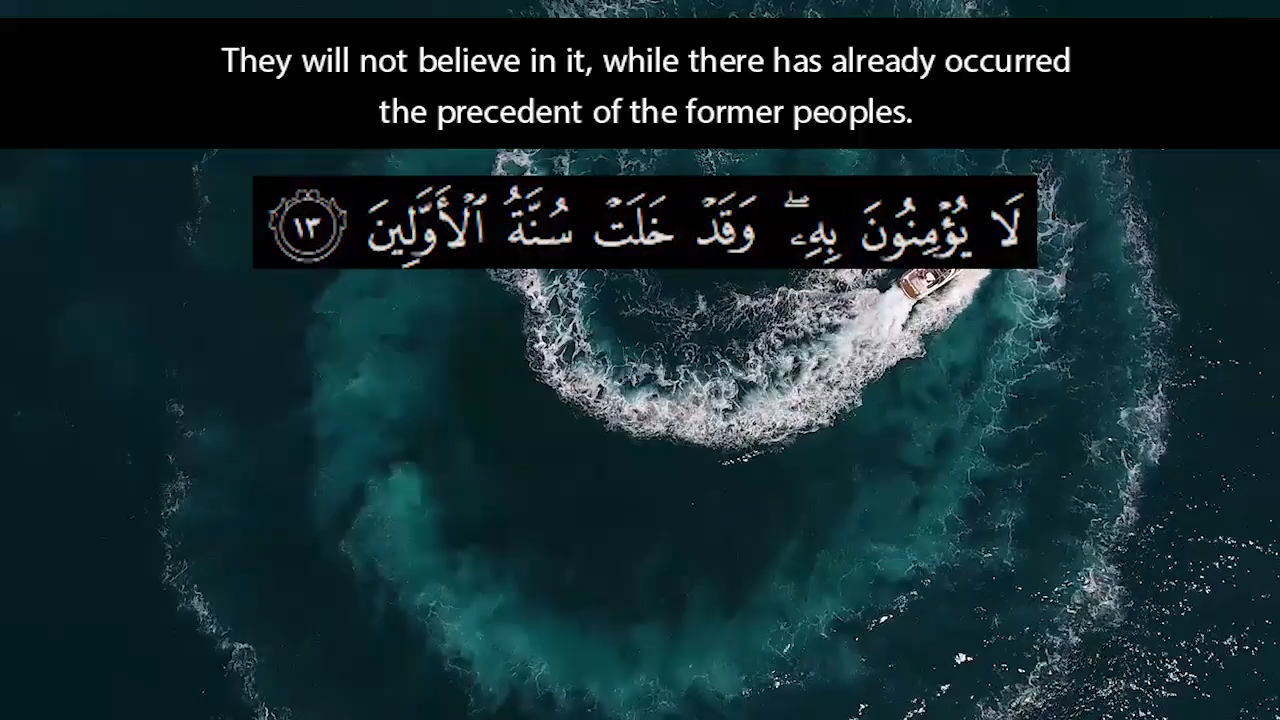 They will not believe in it, while there has already occurred
the precedent of the former peoples.
لَا يُؤْمِنُونَ بِهِۦ ۖ وَقَدْ خَلَتْ سُنَّةُ ٱلْأَوَّلِينَ ١٣